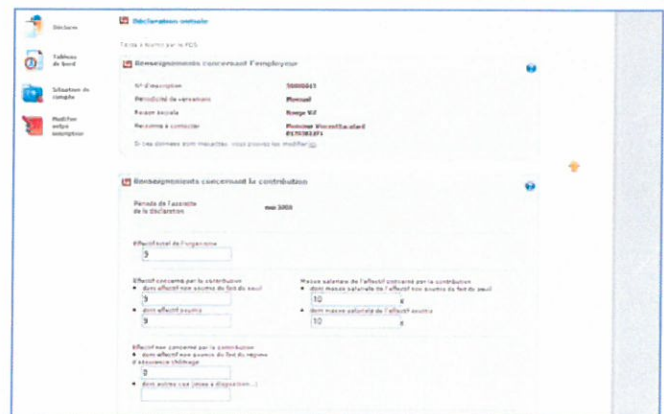 Déclarer
Déclaration initiale
Tableau
de bord
Renseignements concernant l'employeur
Situation de
compte
N° d'inscription
Périodicité de versements Mensuel
Raison sociale
Modifier
votre
inscription
Personne à contacter Monsieur
Si ces données sont inexactes, vous pouvez les modifier ici.
Renseignements concernant la contribution
Période de l'assiette
de la déclaration
Effectif total de l'organisme
9
Effectif concerné par la contribution Masse salariale de l'effectif concerné par la contribution
dont effectif non soumis du fait du seuil dont masse salariale de l'effectif non soumis du fait du seuil
9 10 €
dont effectif soumis dont masse salariale de l'effectif soumis
9 10 €
Effectif non concerné par la contribution
dont effectif non soumis du fait du régime
d'assurance chômage
0
dont autres cas (mises à disposition...)